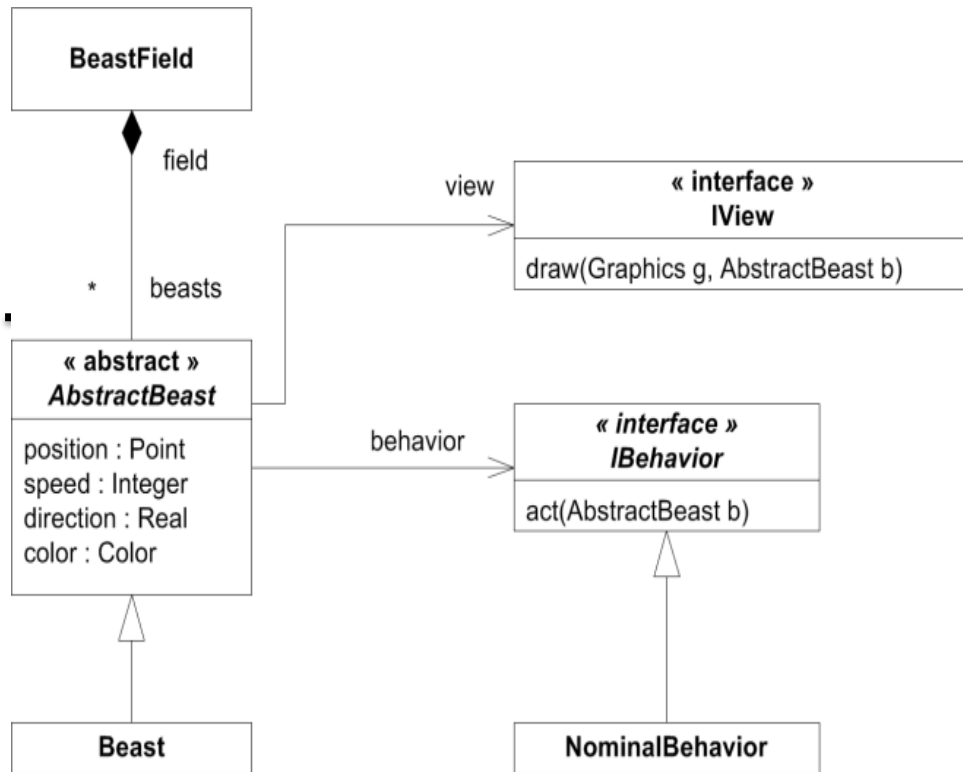 BeastField
field
view
« interface »
IView
draw(Graphics g, AbstractBeast b)
* beasts
« abstract »
AbstractBeast
position : Point
speed : Integer
direction : Real
color : Color
behavior
« interface »
IBehavior
act(AbstractBeast b)
Beast
NominalBehavior